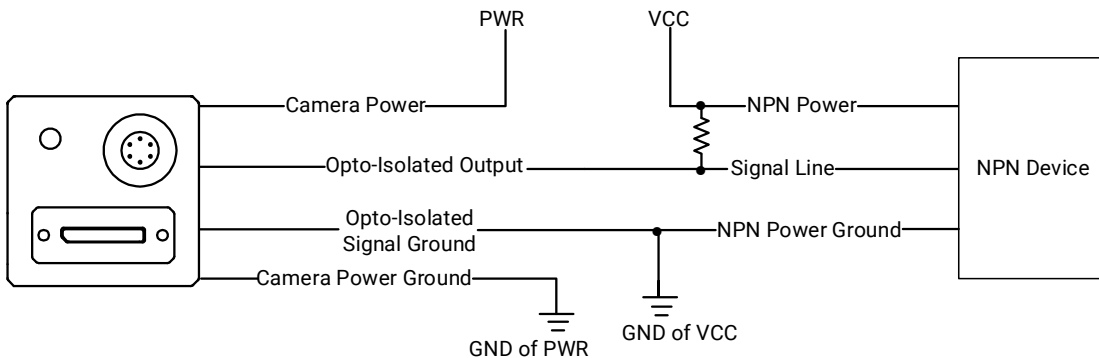 PWR
VCC
Camera Power
NPN Power
Opto-Isolated Output
Signal Line
NPN Device
Opto-Isolated
Signal Ground
NPN Power Ground
Camera Power Ground
GND of VCC
GND of PWR